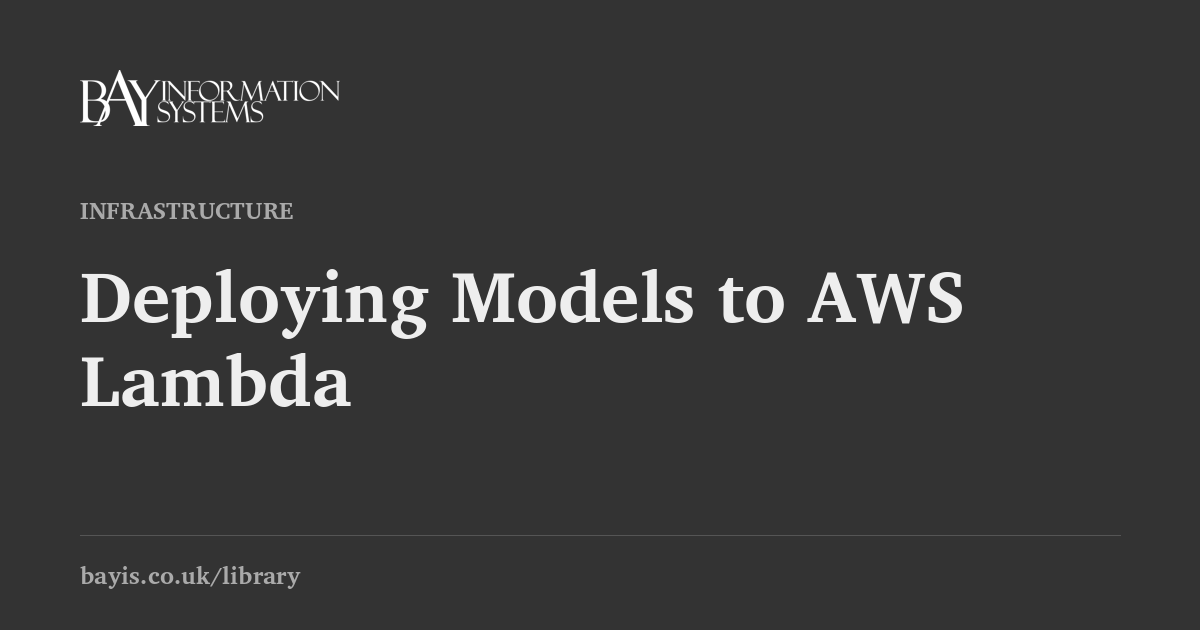 BAY INFORMATION
SYSTEMS
INFRASTRUCTURE
Deploying Models to AWS
Lambda
bayis.co.uk/library